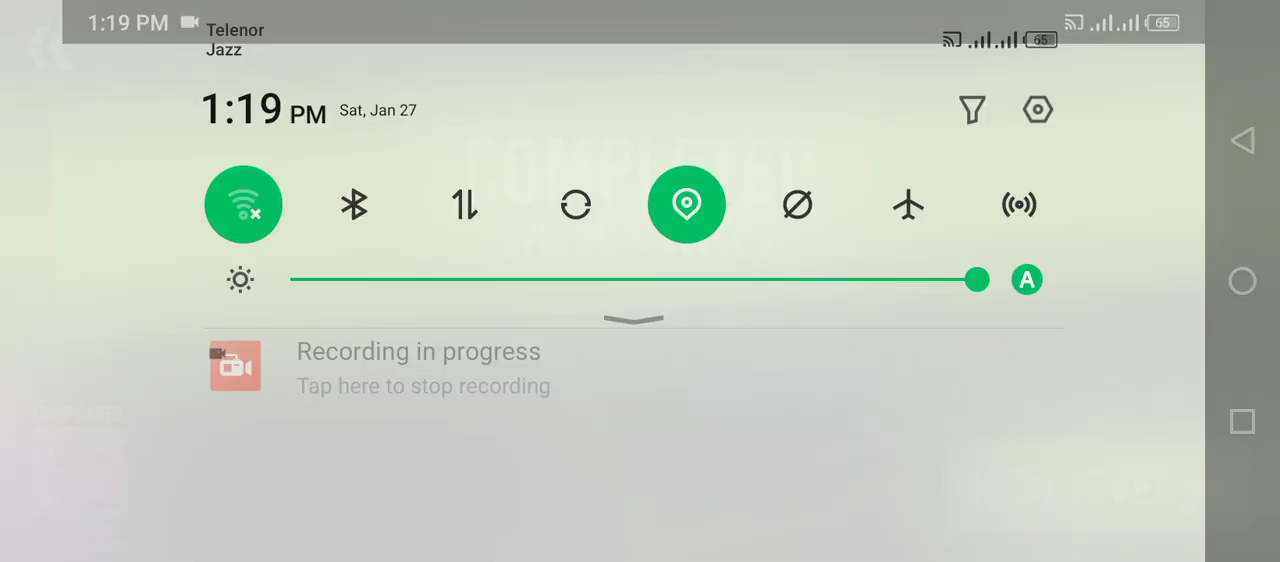 1:19 PM
65
Telenor
Jazz
65
1:19 PM Sat, Jan 27
A
Recording in progress
Tap here to stop recording
COMPLETED